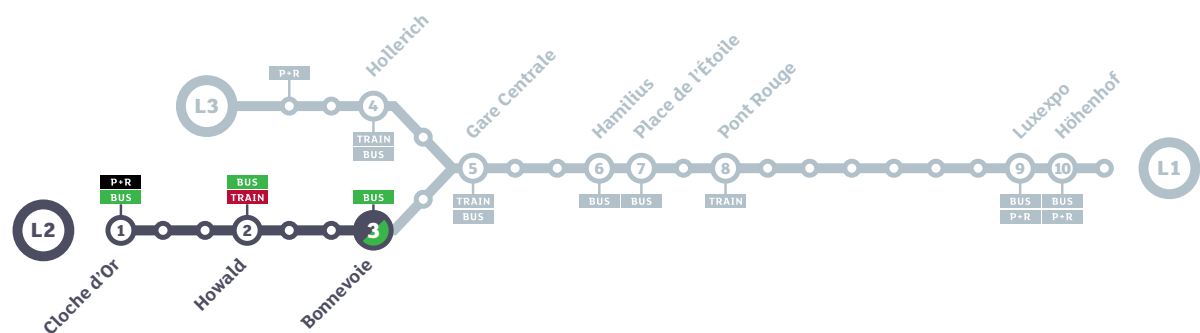 Hollerich
P+R
L3
4
TRAIN
BUS
Gare Centrale
Hamilius
Place de l'Étoile
Pont Rouge
Luxexpo
Höhenhof
5
6
7
8
9
10
L1
TRAIN
BUS
BUS
BUS
TRAIN
BUS
P+R
BUS
P+R
P+R
BUS
BUS
TRAIN
BUS
L2
1
2
3
Cloche d'Or
Howald
Bonnevoie